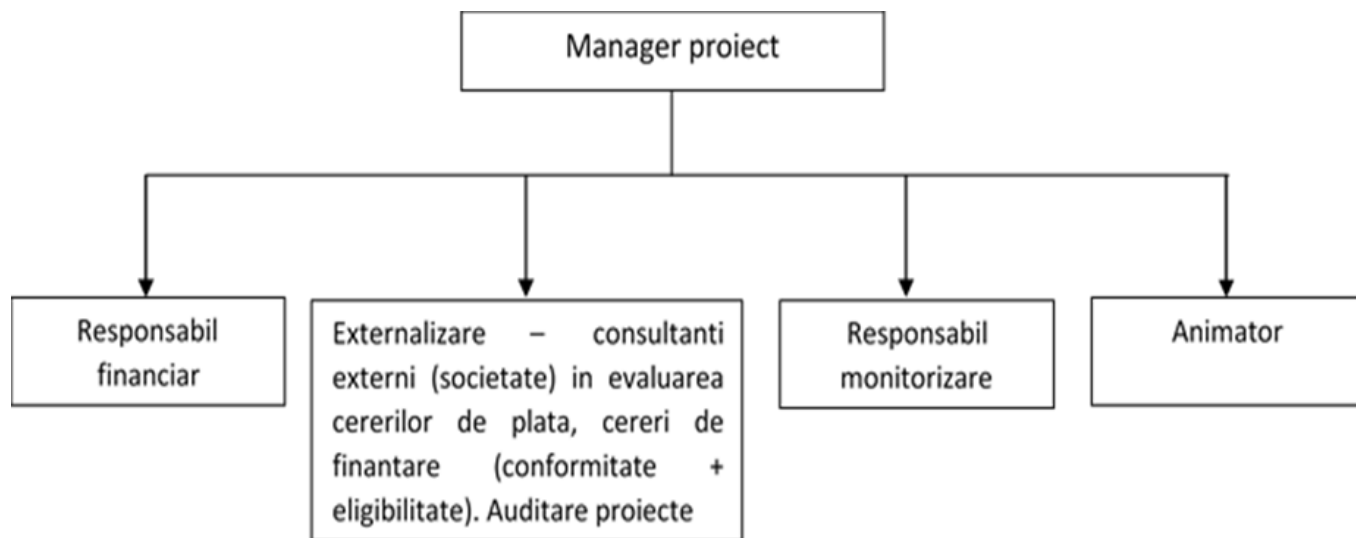 Manager proiect
Responsabil
financiar
Externalizare – consultanti
externi (societate) in evaluarea
cererilor de plata, cereri de
finantare (conformitate +
eligibilitate). Auditare proiecte
Responsabil
monitorizare
Animator